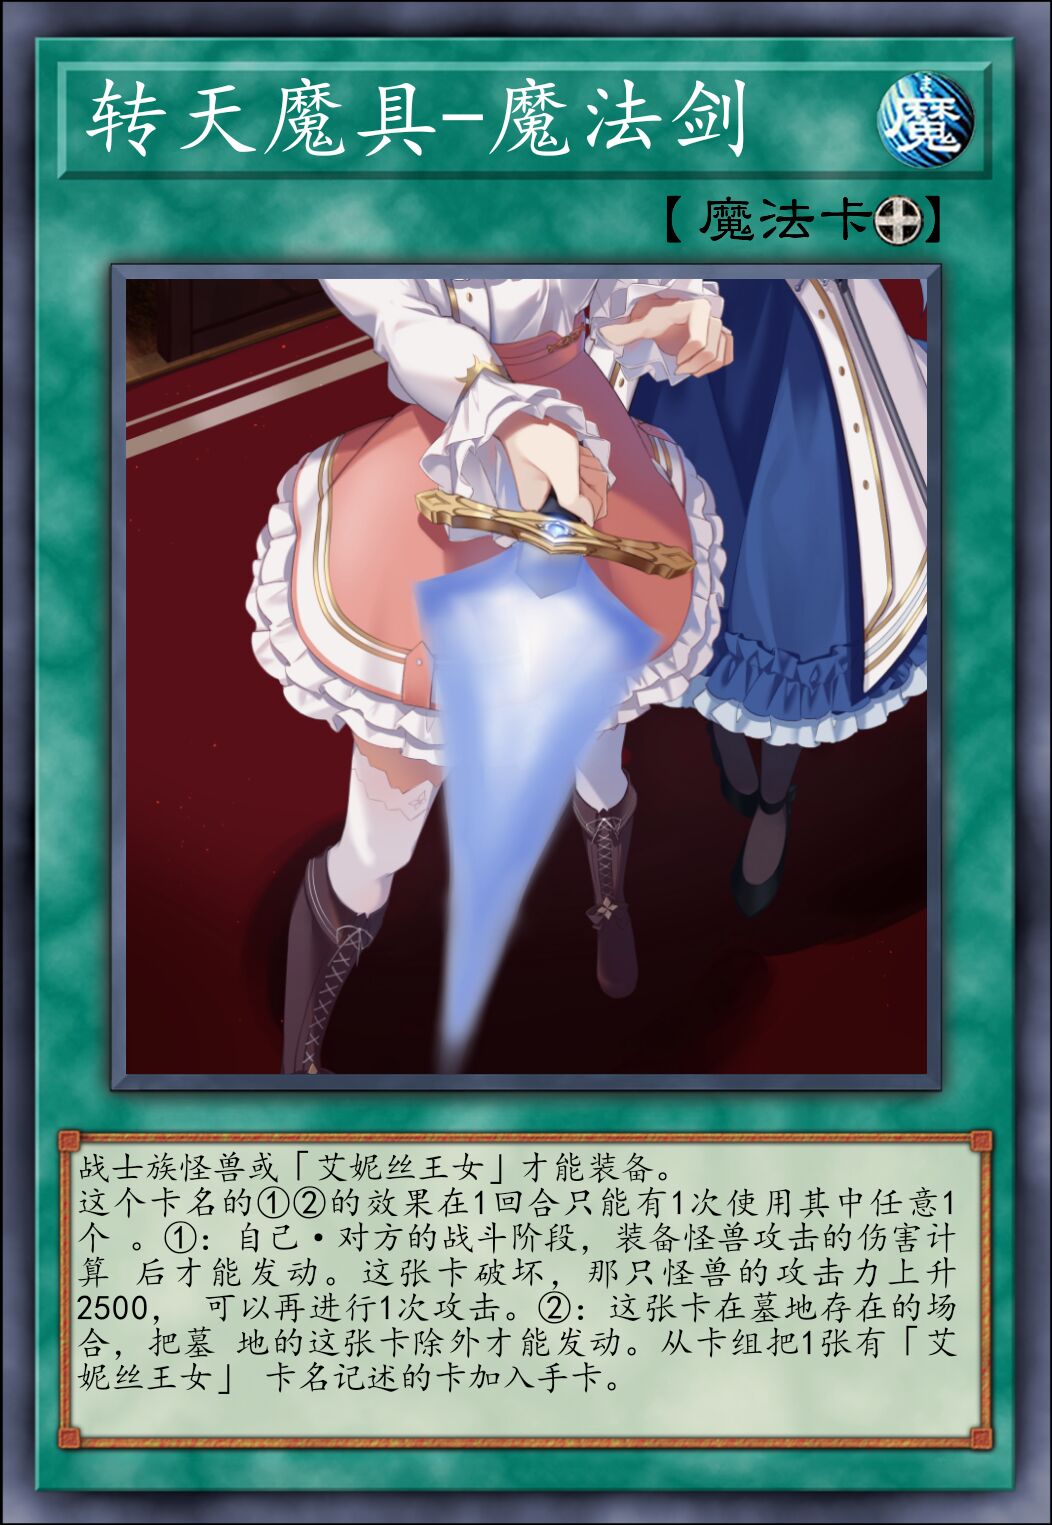 转天魔具-魔法剑
魔
【魔法卡】
战士族怪兽或「艾妮丝王女」才能装备。
这个卡名的①②的效果在1回合只能有1次使用其中任意1
个 。①：自己·对方的战斗阶段，装备怪兽攻击的伤害计
算 后才能发动。这张卡破坏，那只怪兽的攻击力上升
2500， 可以再进行1次攻击。②：这张卡在墓地存在的场
合，把墓 地的这张卡除外才能发动。从卡组把1张有「艾
妮丝王女」 卡名记述的卡加入手卡。